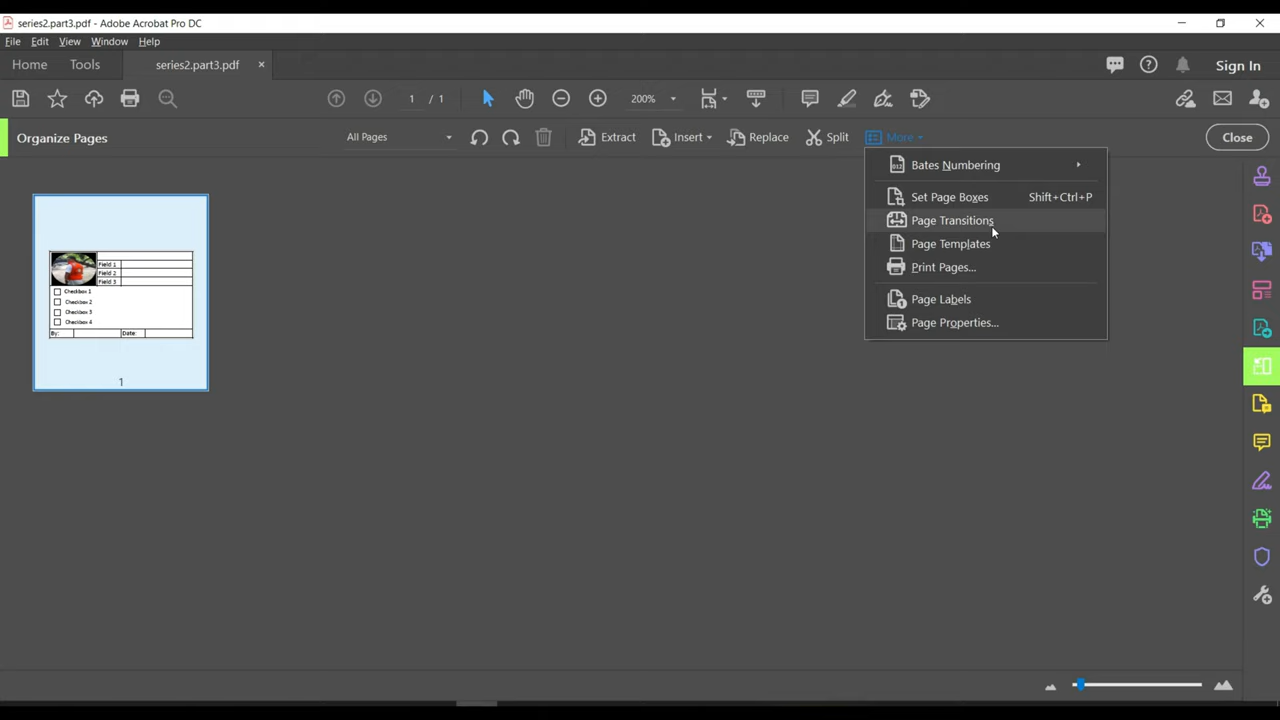 series2.part3.pdf - Adobe Acrobat Pro DC
File Edit View Window Help
Home Tools series2.part3.pdf × Sign In
1 / 1 200%
Organize Pages All Pages Extract Insert Replace Split More Close
Bates Numbering
Set Page Boxes Shift+Ctrl+P
Page Transitions
Page Templates
Print Pages...
Page Labels
Page Properties...
Field 1
Field 2
Field 3
Checkbox 1
Checkbox 2
Checkbox 3
Checkbox 4
By: Date:
1